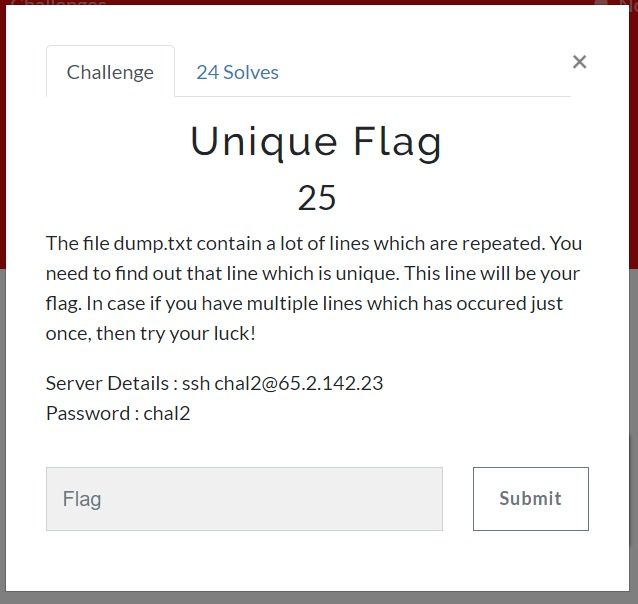 Challenges
No
Challenge
24 Solves
×
Unique Flag
25
The file dump.txt contain a lot of lines which are repeated. You
need to find out that line which is unique. This line will be your
flag. In case if you have multiple lines which has occured just
once, then try your luck!
Server Details : ssh chal2@65.2.142.23
Password : chal2
Flag
Submit